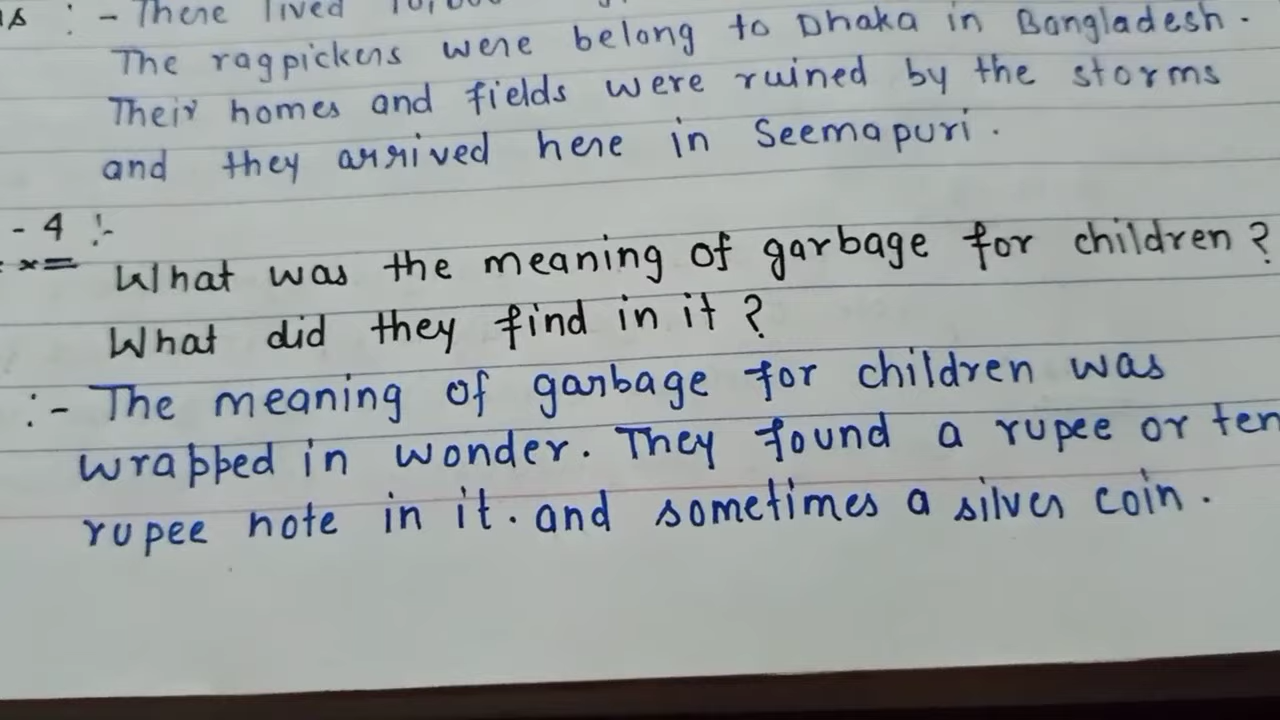 :- There lived
The ragpickers were belong to Dhaka in Bangladesh.
Their homes and fields were ruined by the storms
and they arrived here in Seemapuri.
- 4 :-
What was the meaning of garbage for children?
What did they find in it?
:- The meaning of garbage for children was
wrapped in wonder. They found a rupee or ten
rupee note in it. and sometimes a silver coin.